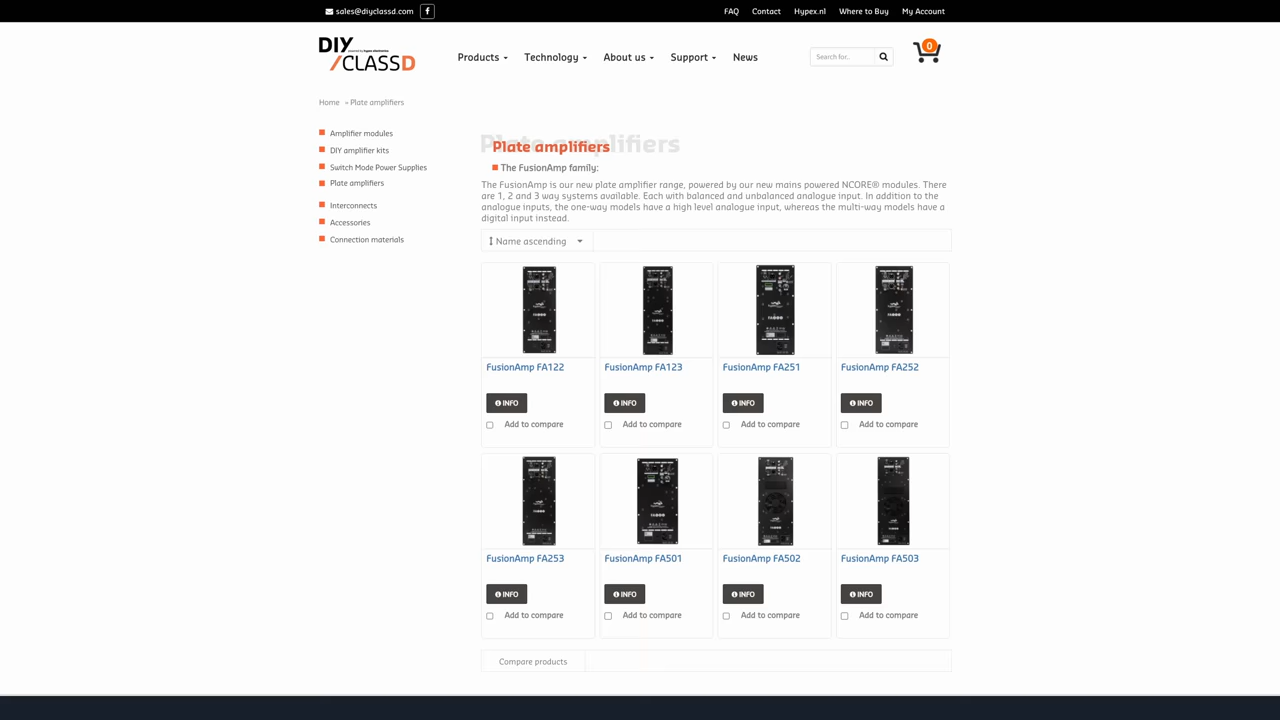 sales@diyclassd.com
FAQ Contact Hypex.nl Where to Buy My Account
DIY powered by hypex electronics
/CLASSD
Products Technology About us Support News
Search for..
0
Home » Plate amplifiers
Amplifier modules
DIY amplifier kits
Switch Mode Power Supplies
Plate amplifiers
Interconnects
Accessories
Connection materials
Plate amplifiers
Plate amplifiers
The FusionAmp family:
The FusionAmp is our new plate amplifier range, powered by our new mains powered NCORE® modules. There
are 1, 2 and 3 way systems available. Each with balanced and unbalanced analogue input. In addition to the
analogue inputs, the one-way models have a high level analogue input, whereas the multi-way models have a
digital input instead.
Name ascending
FusionAmp FA122 FusionAmp FA123 FusionAmp FA251 FusionAmp FA252
INFO INFO INFO INFO
Add to compare Add to compare Add to compare Add to compare
FusionAmp FA253 FusionAmp FA501 FusionAmp FA502 FusionAmp FA503
INFO INFO INFO INFO
Add to compare Add to compare Add to compare Add to compare
Compare products